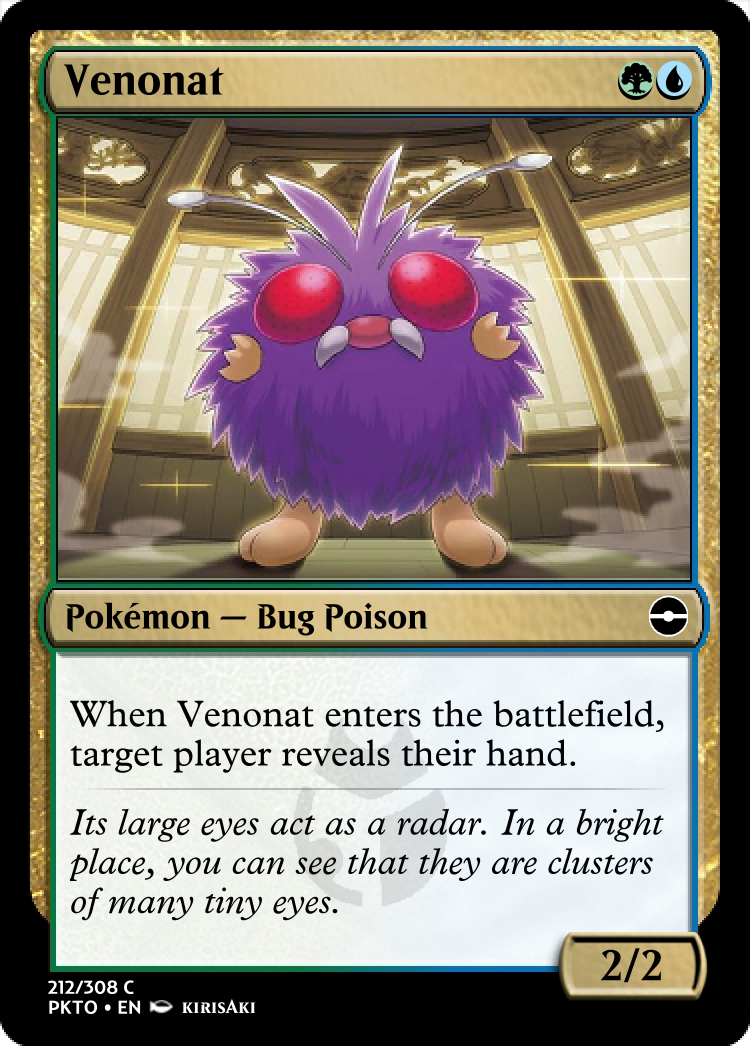 Venonat
Pokémon — Bug Poison
When Venonat enters the battlefield,
target player reveals their hand.
Its large eyes act as a radar. In a bright
place, you can see that they are clusters
of many tiny eyes.
2/2
212/308 C
PKTO • EN KIRISAKI